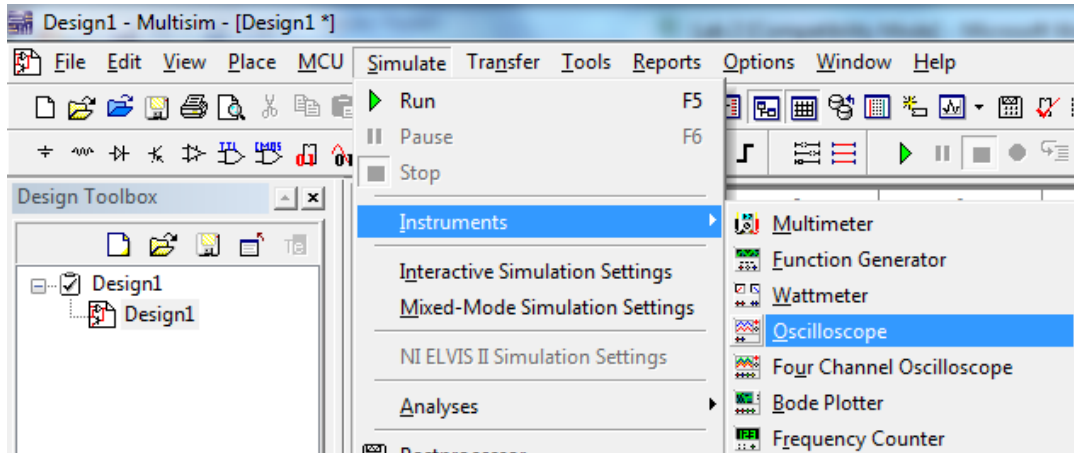 Design1 - Multisim - [Design1 *]
File Edit View Place MCU Simulate Transfer Tools Reports Options Window Help
Run F5
Pause F6
Stop
Design Toolbox
Instruments
Multimeter
Function Generator
Design1
Interactive Simulation Settings
Wattmeter
Design1
Mixed-Mode Simulation Settings
Oscilloscope
NI ELVIS II Simulation Settings
Four Channel Oscilloscope
Analyses
Bode Plotter
Frequency Counter
Postprocessor